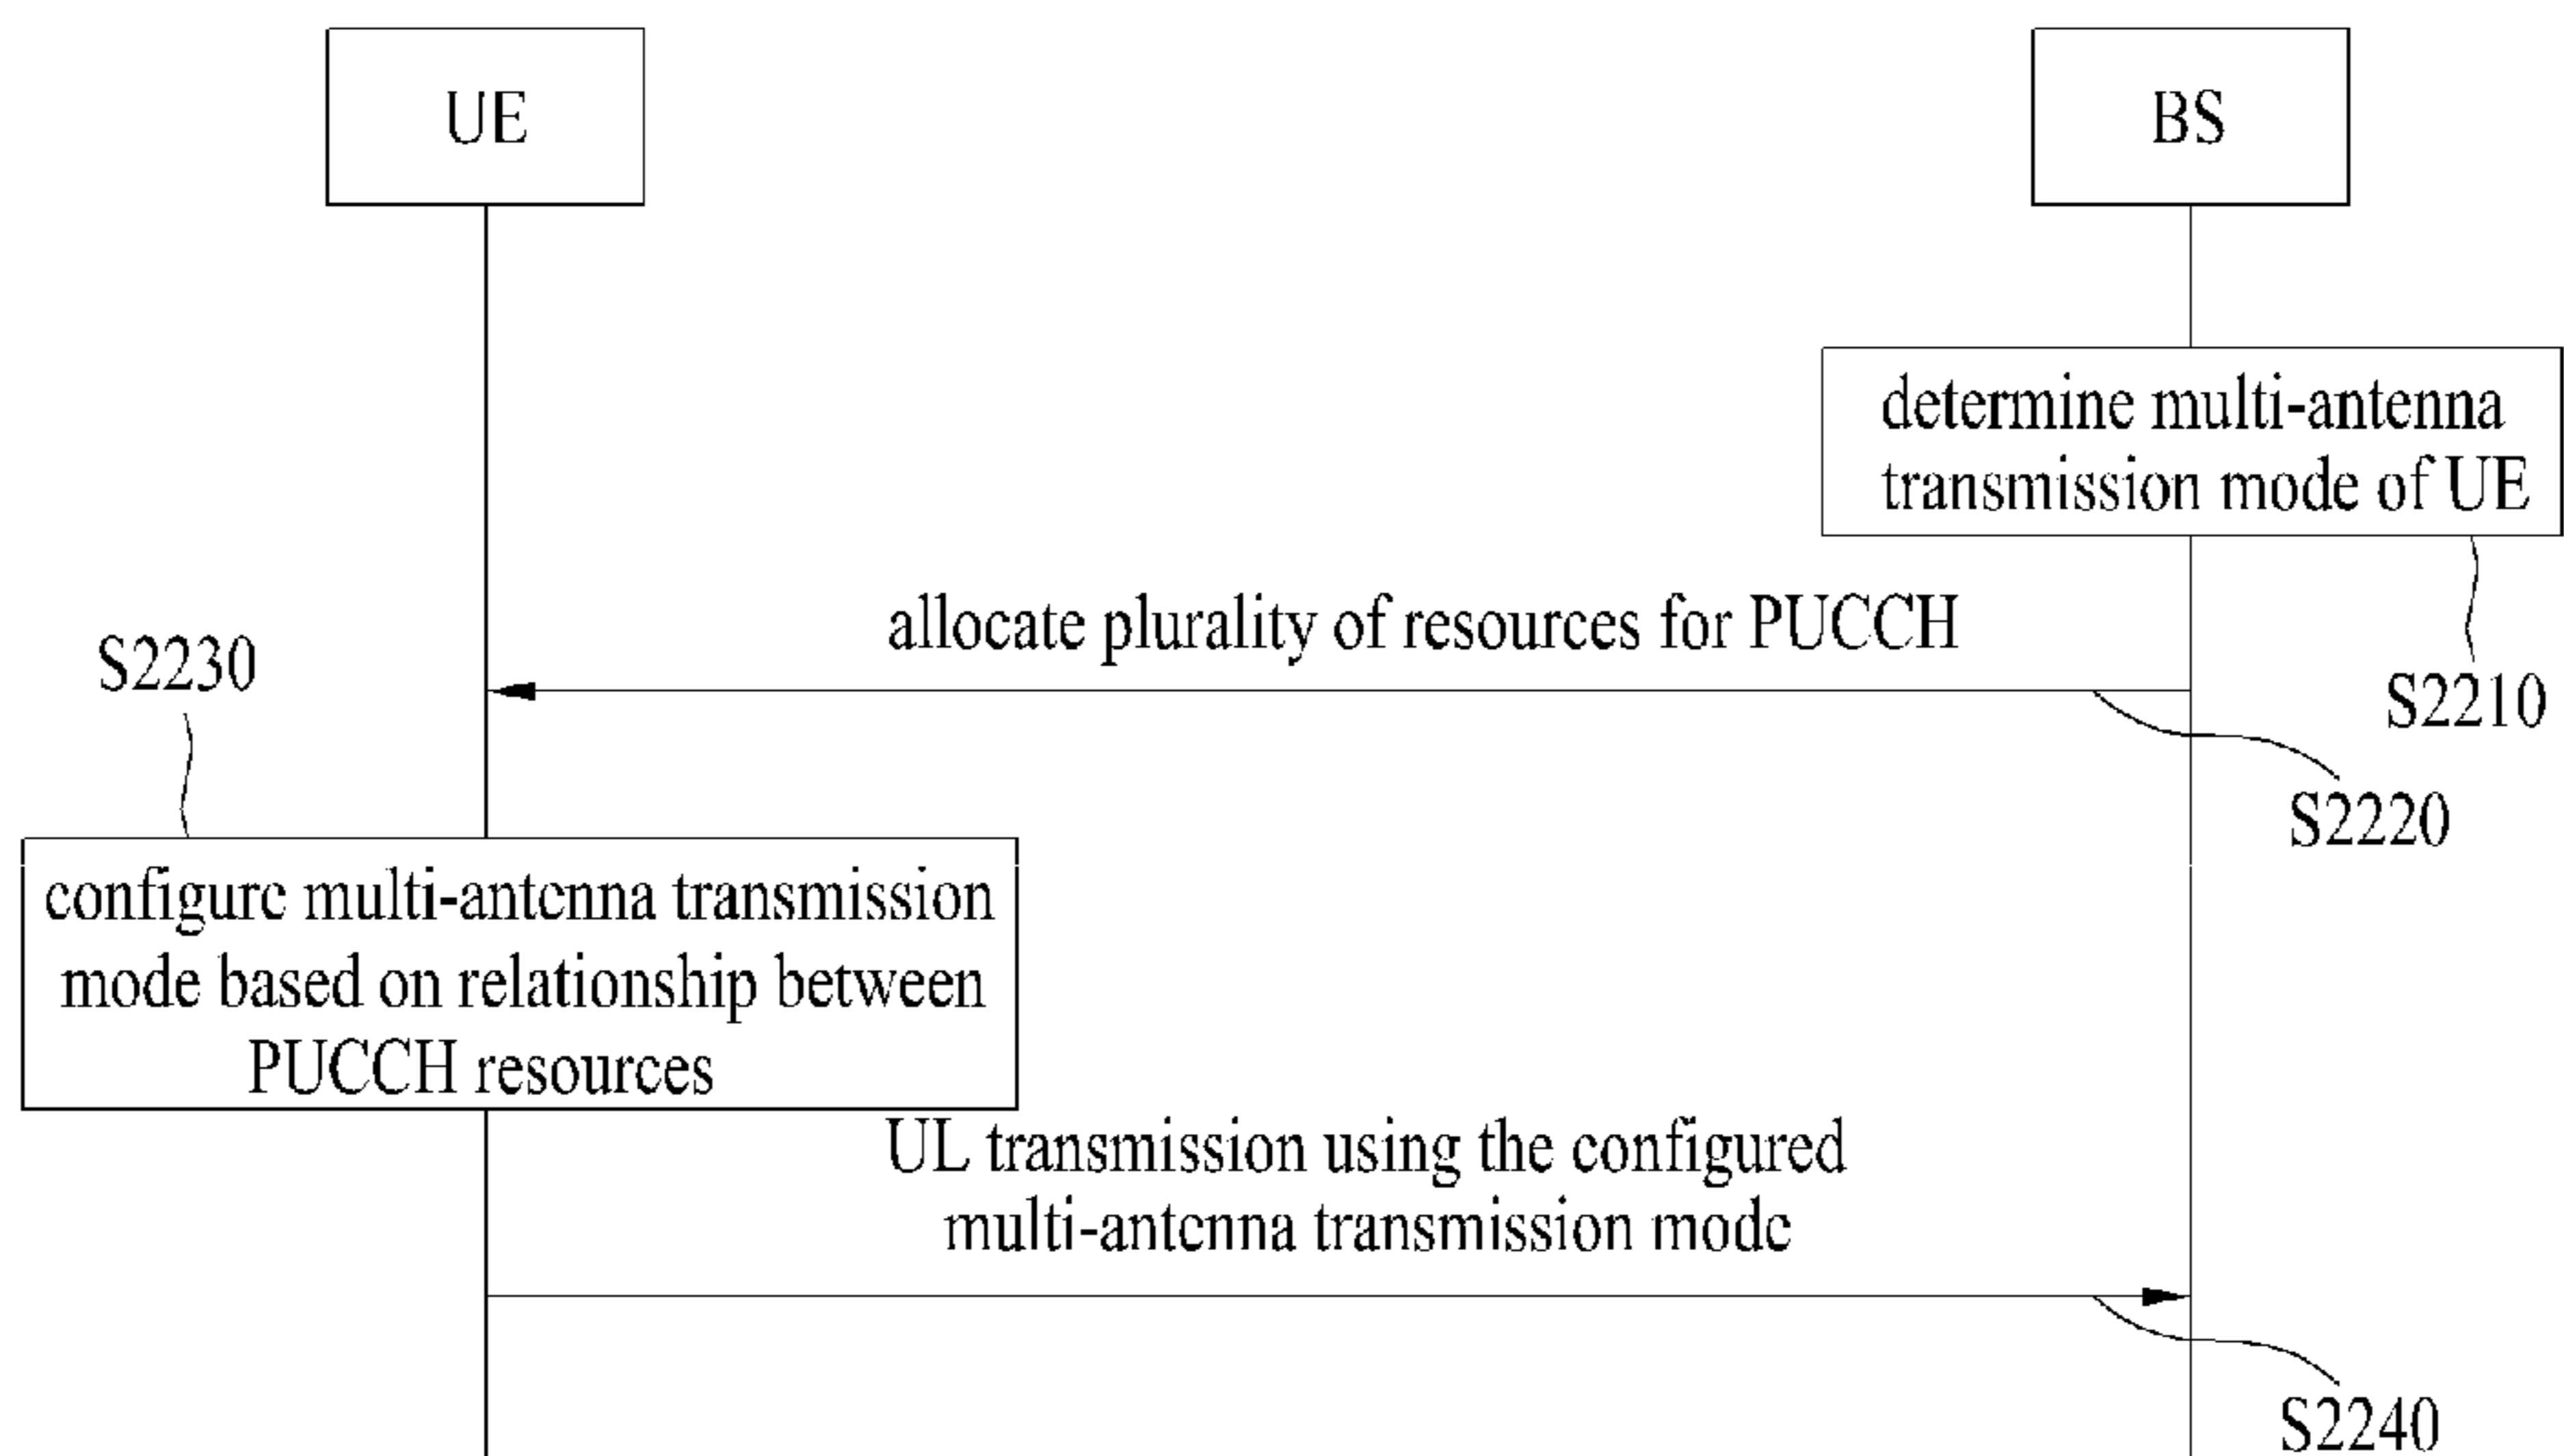 UE
BS
determine multi-antenna
transmission mode of UE
allocate plurality of resources for PUCCH
S2230
S2210
S2220
configure multi-antenna transmission
mode based on relationship between
PUCCH resources
UL transmission using the configured
multi-antenna transmission mode
S2240